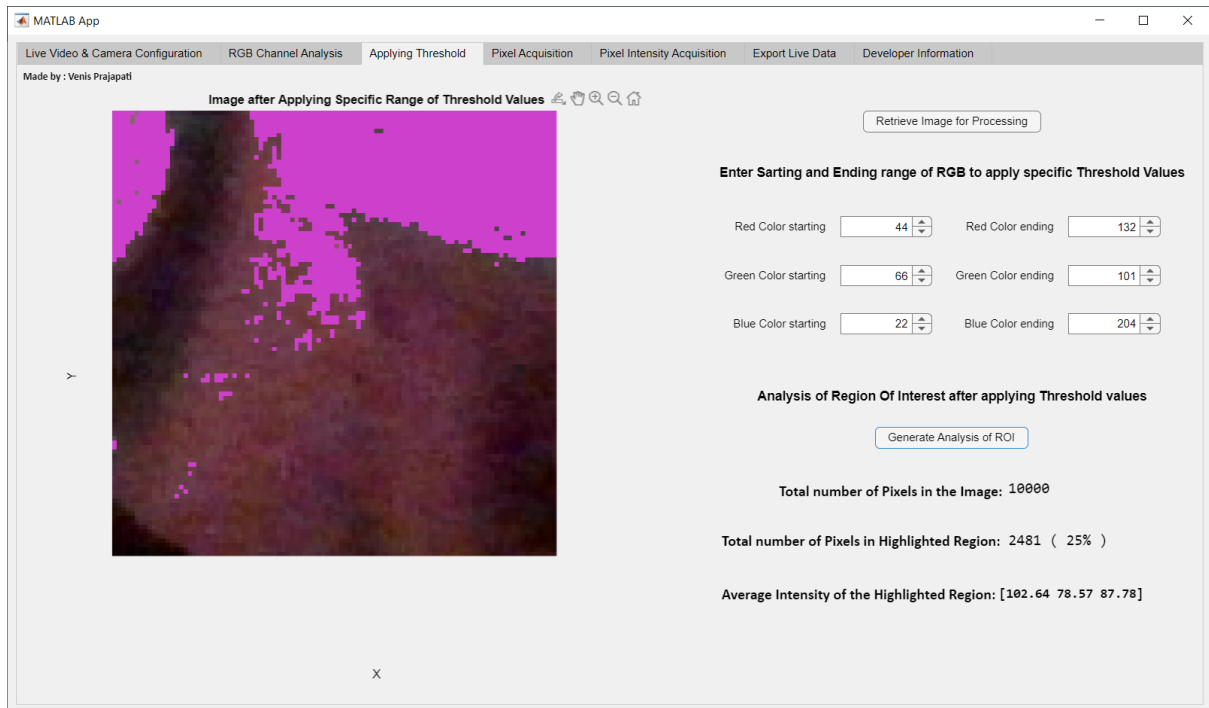 MATLAB App
Live Video & Camera Configuration RGB Channel Analysis Applying Threshold Pixel Acquisition Pixel Intensity Acquisition Export Live Data Developer Information
Made by : Venis Prajapati
Image after Applying Specific Range of Threshold Values
Y
X
Retrieve Image for Processing
Enter Sarting and Ending range of RGB to apply specific Threshold Values
Red Color starting 44 Red Color ending 132
Green Color starting 66 Green Color ending 101
Blue Color starting 22 Blue Color ending 204
Analysis of Region Of Interest after applying Threshold values
Generate Analysis of ROI
Total number of Pixels in the Image: 10000
Total number of Pixels in Highlighted Region: 2481 ( 25% )
Average Intensity of the Highlighted Region: [102.64 78.57 87.78]